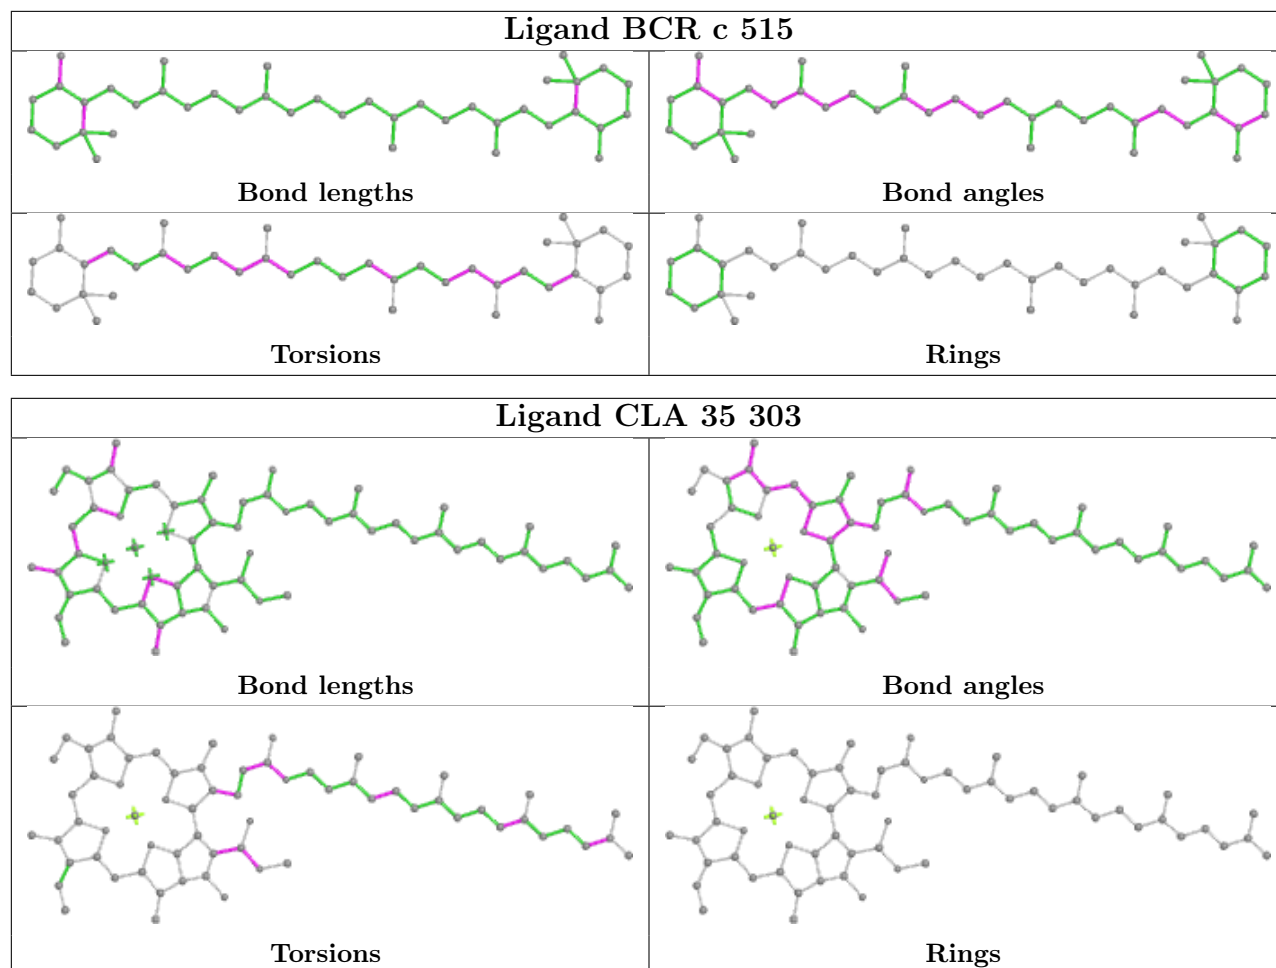 Ligand BCR c 515
Bond lengths
Bond angles
Torsions
Rings
Ligand CLA 35 303
Bond lengths
Bond angles
Torsions
Rings